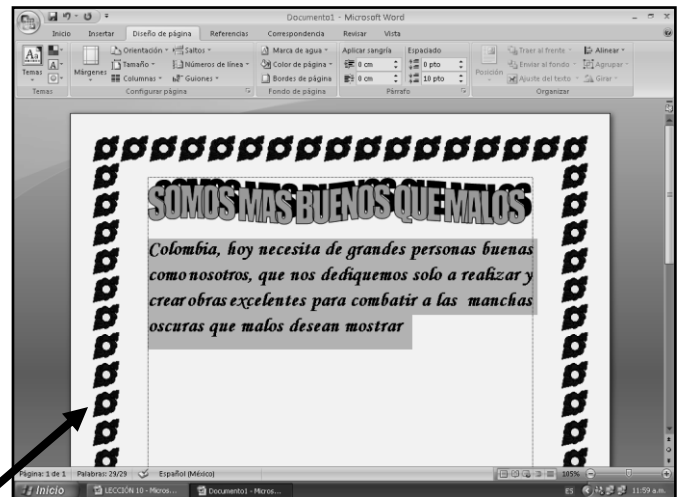 Documento1 - Microsoft Word
Inicio Insertar Diseño de página Referencias Correspondencia Revisar Vista
Orientación Saltos Marca de agua Aplicar sangría Espaciado Traer al frente Alinear
Temas Márgenes Tamaño Números de línea Color de página 0 cm 0 pto Posición Enviar al fondo Agrupar
Columnas Guiones Bordes de página 0 cm 10 pto Ajuste del texto Girar
Temas Configurar página Fondo de página Párrafo Organizar
SOMOS MAS BUENOS QUE MALOS
Colombia, hoy necesita de grandes personas buenas
como nosotros, que nos dediquemos solo a realizar y
crear obras excelentes para combatir a las manchas
oscuras que malos desean mostrar
Página: 1 de 1 Palabras: 29/29 Español (México) 105%
Inicio LECCIÓN 10 - Micros... Documento1 - Micros... ES 11:59 a.m.